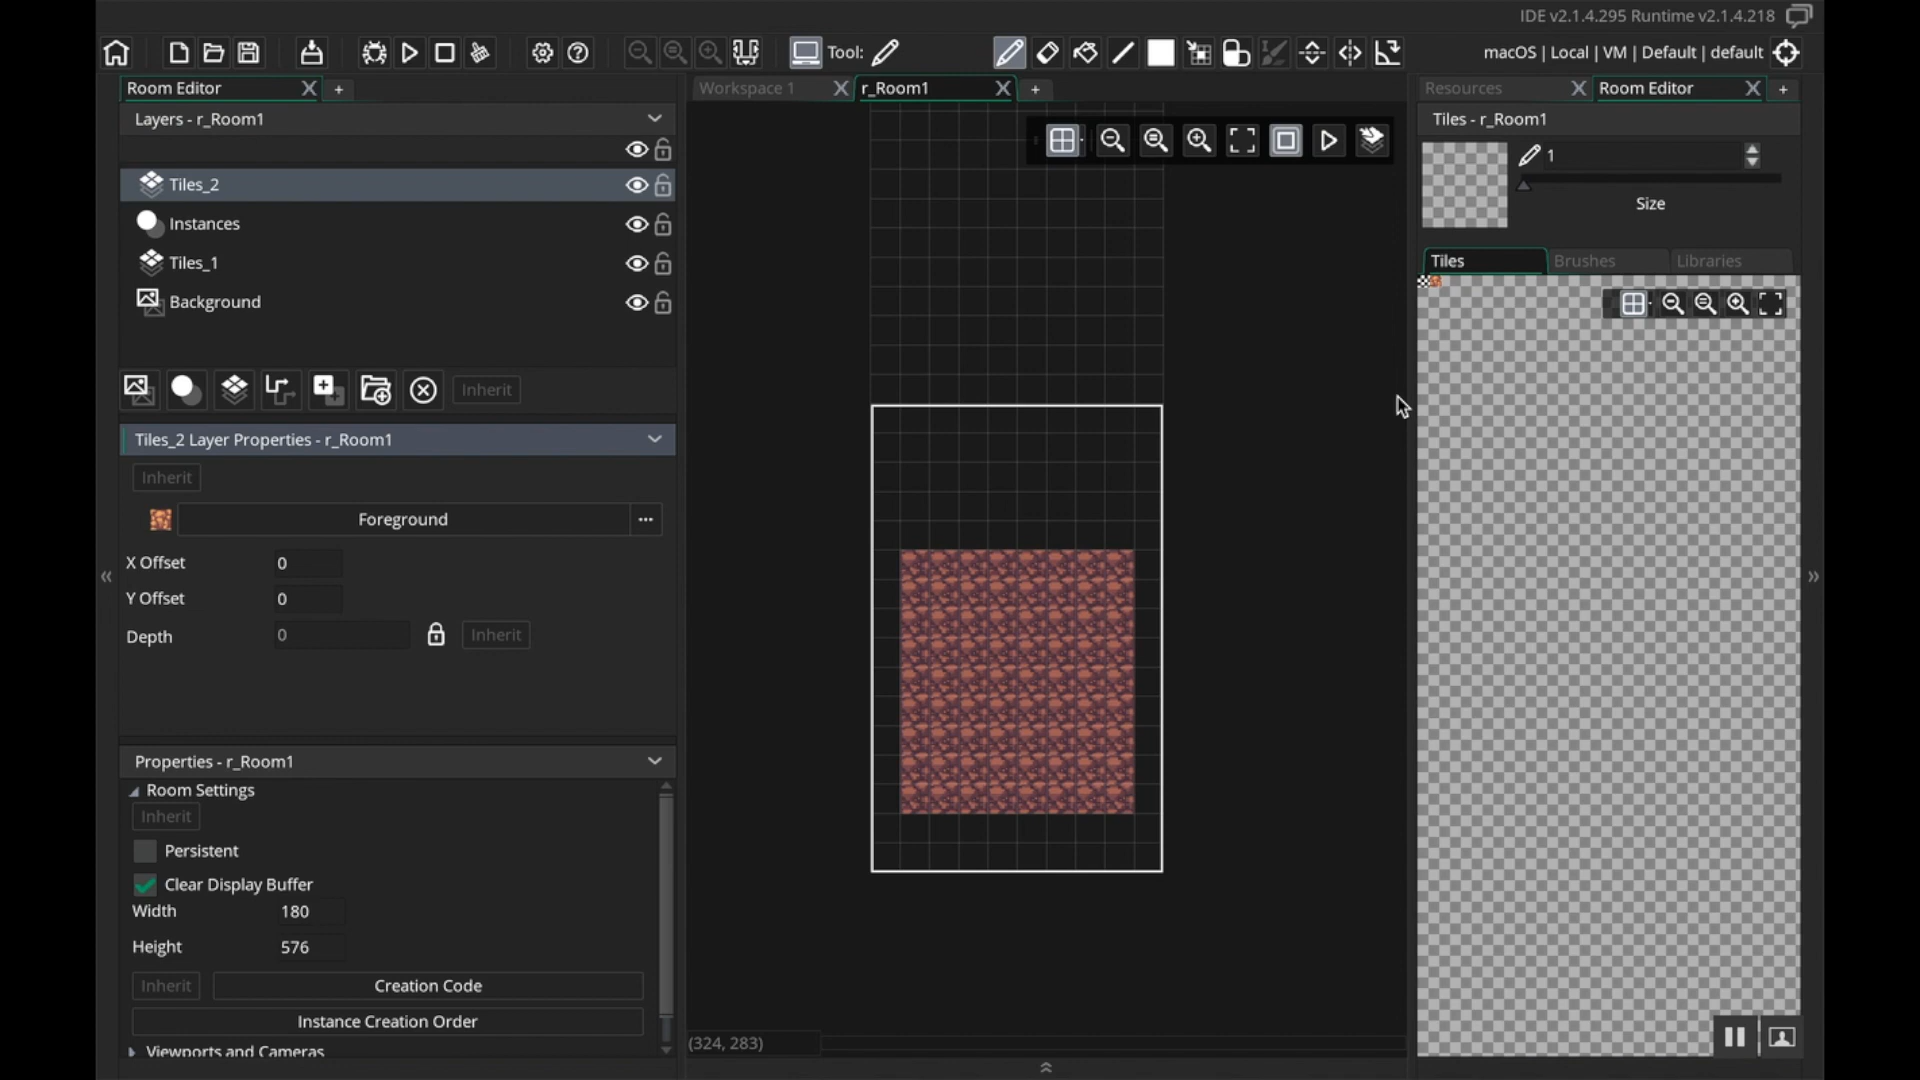 IDE v2.1.4.295 Runtime v2.1.4.218
Tool:
macOS | Local | VM | Default | default
Room Editor
Workspace 1
r_Room1
Resources
Room Editor
Layers - r_Room1
Tiles - r_Room1
1
Size
Tiles_2
Instances
Tiles_1
Background
Tiles
Brushes
Libraries
Inherit
Tiles_2 Layer Properties - r_Room1
Inherit
Foreground
...
X Offset
0
Y Offset
0
Depth
0
Inherit
Properties - r_Room1
Room Settings
Inherit
Persistent
Clear Display Buffer
Width
180
Height
576
Inherit
Creation Code
Instance Creation Order
Viewports and Cameras
(324, 283)